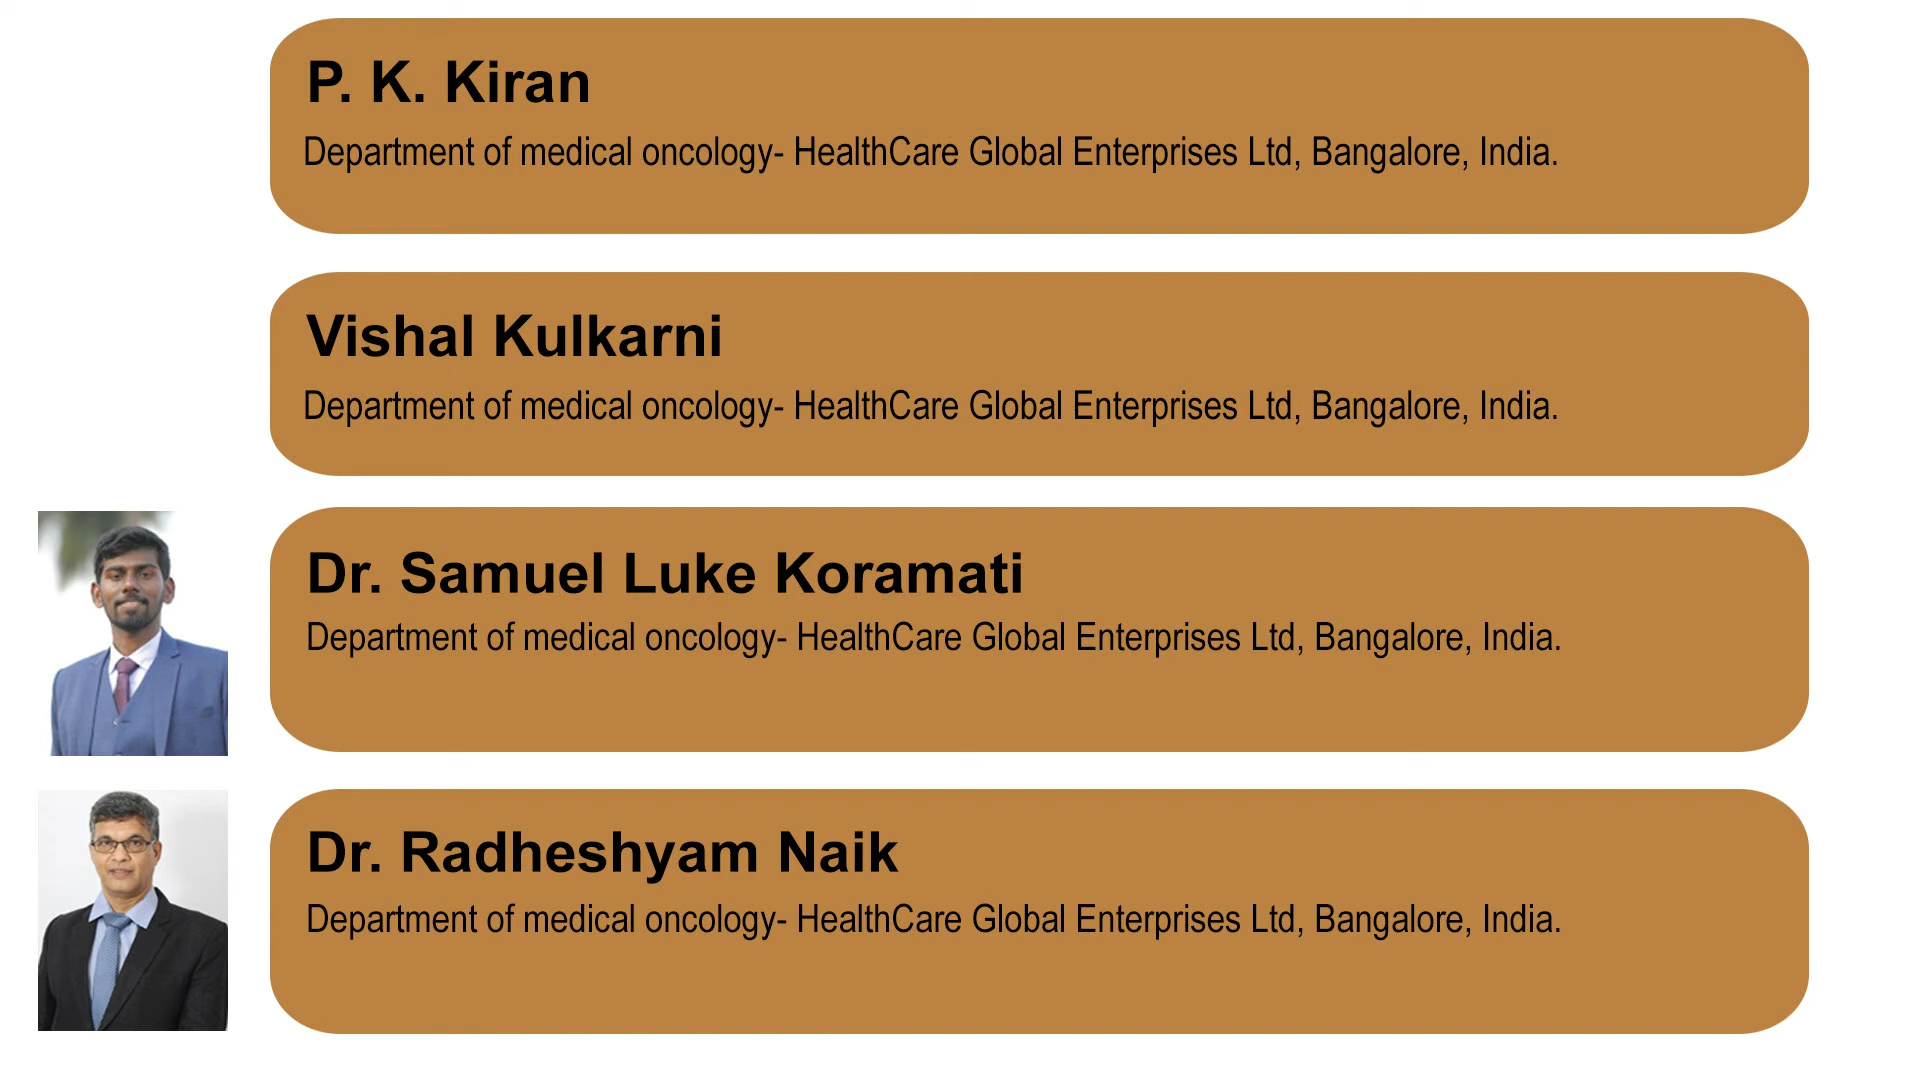 P. K. Kiran
Department of medical oncology- HealthCare Global Enterprises Ltd, Bangalore, India.
Vishal Kulkarni
Department of medical oncology- HealthCare Global Enterprises Ltd, Bangalore, India.
Dr. Samuel Luke Koramati
Department of medical oncology- HealthCare Global Enterprises Ltd, Bangalore, India.
Dr. Radheshyam Naik
Department of medical oncology- HealthCare Global Enterprises Ltd, Bangalore, India.